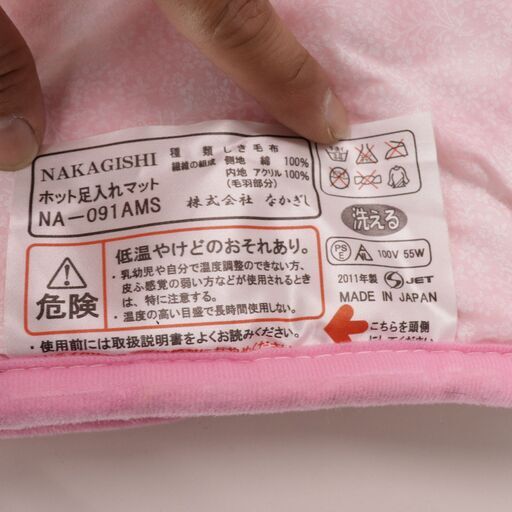 NAKAGISHI
ホット足入れマット
NA-091AMS
種類 しき毛布
繊維の組成 側地 綿 100%
内地 アクリル 100%
(毛羽部分)
株式会社 なかぎし
洗える
危険
低温やけどのおそれあり。
・乳幼児や自分で温度調整のできない方、
皮ふ感覚の弱い方などが使用されるとき
は、特に注意する。
・温度の高い目盛で長時間使用しない。
・使用前には取扱説明書をよくお読みください。
PSE
100V 55W
2011年製 JET
MADE IN JAPAN
こちらを頭側
にしてください